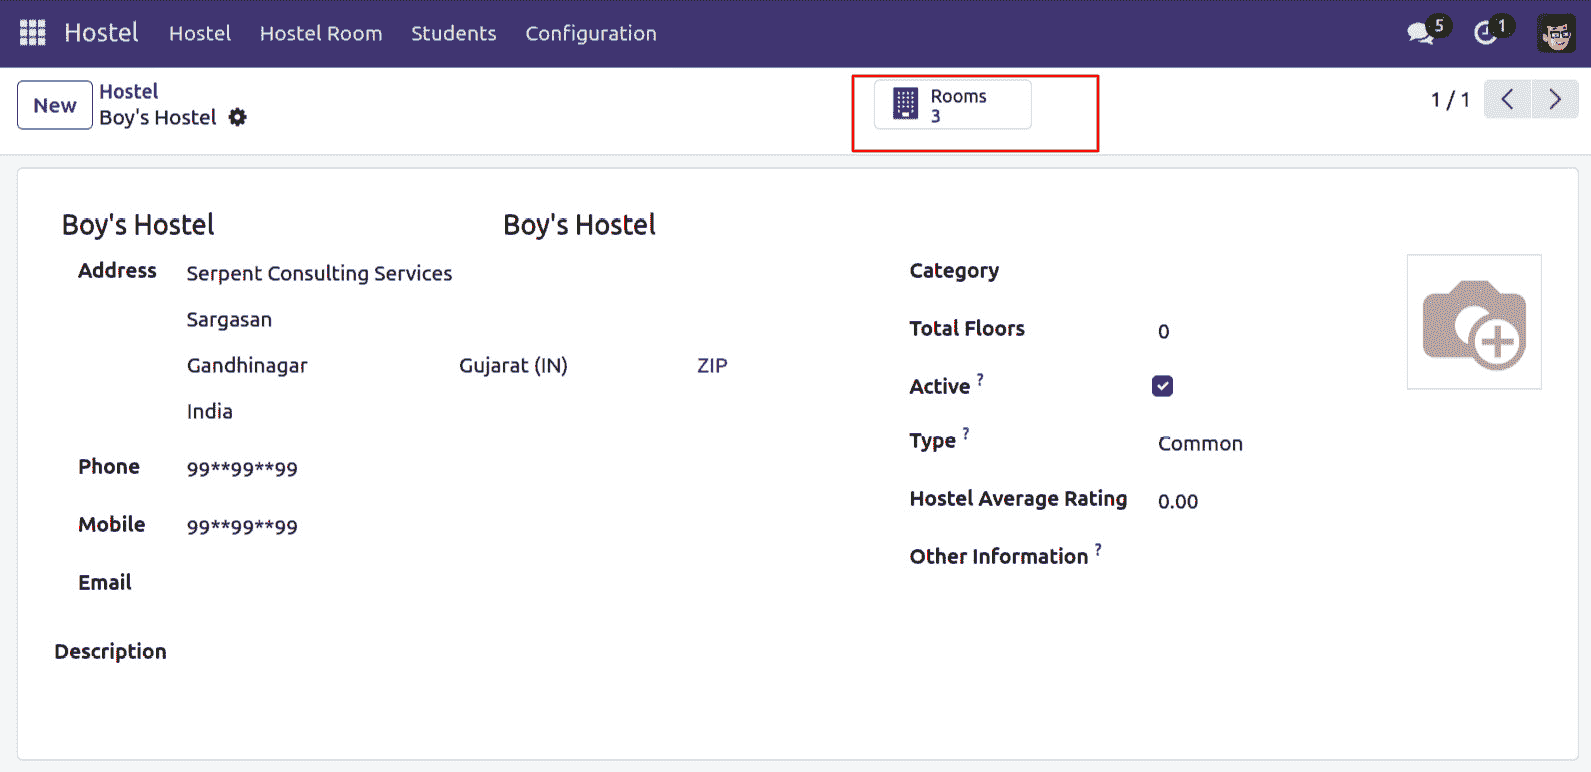 Hostel Hostel Hostel Room Students Configuration 5 1
New Hostel Rooms 1 / 1
Boy's Hostel 3
Boy's Hostel Boy's Hostel
Address Serpent Consulting Services Category
Sargasan Total Floors 0
Gandhinagar Gujarat (IN) ZIP
Active ?
India
Type ? Common
Phone 99**99**99
Hostel Average Rating 0.00
Mobile 99**99**99
Other Information ?
Email
Description